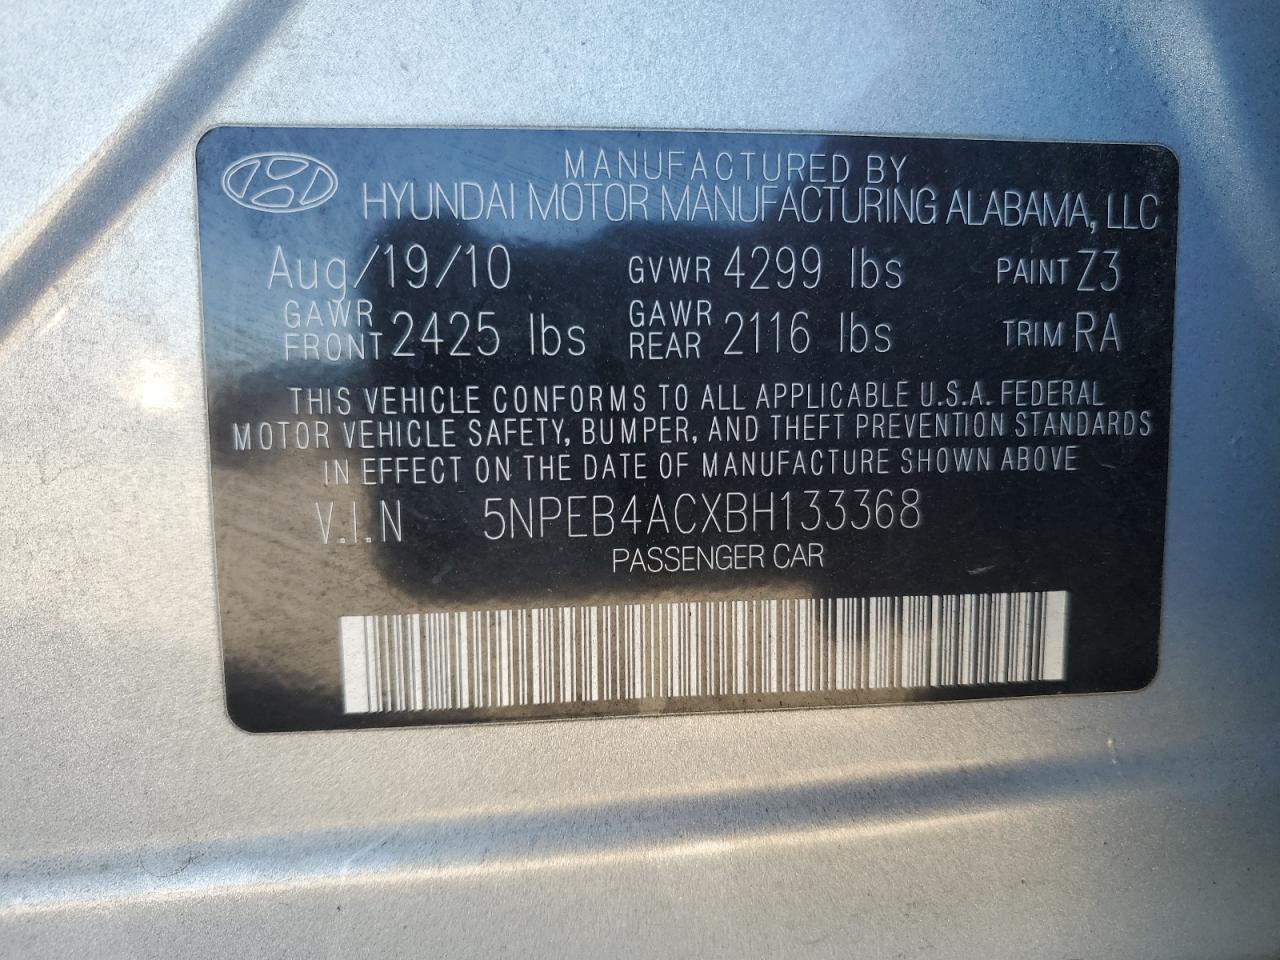 MANUFACTURED BY
HYUNDAI MOTOR MANUFACTURING ALABAMA, LLC
Aug/19/10 GVWR 4299 lbs PAINT Z3
GAWR FRONT 2425 lbs GAWR REAR 2116 lbs TRIM RA
THIS VEHICLE CONFORMS TO ALL APPLICABLE U.S.A. FEDERAL
MOTOR VEHICLE SAFETY, BUMPER, AND THEFT PREVENTION STANDARDS
IN EFFECT ON THE DATE OF MANUFACTURE SHOWN ABOVE
V.I.N 5NPEB4ACXBH133368
PASSENGER CAR